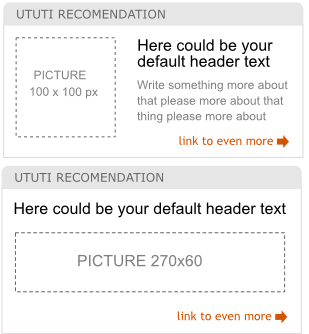 UTUTI RECOMENDATION
PICTURE
100 x 100 px
Here could be your
default header text
Write something more about
that please more about that
thing please more about
link to even more
UTUTI RECOMENDATION
Here could be your default header text
PICTURE 270x60
link to even more